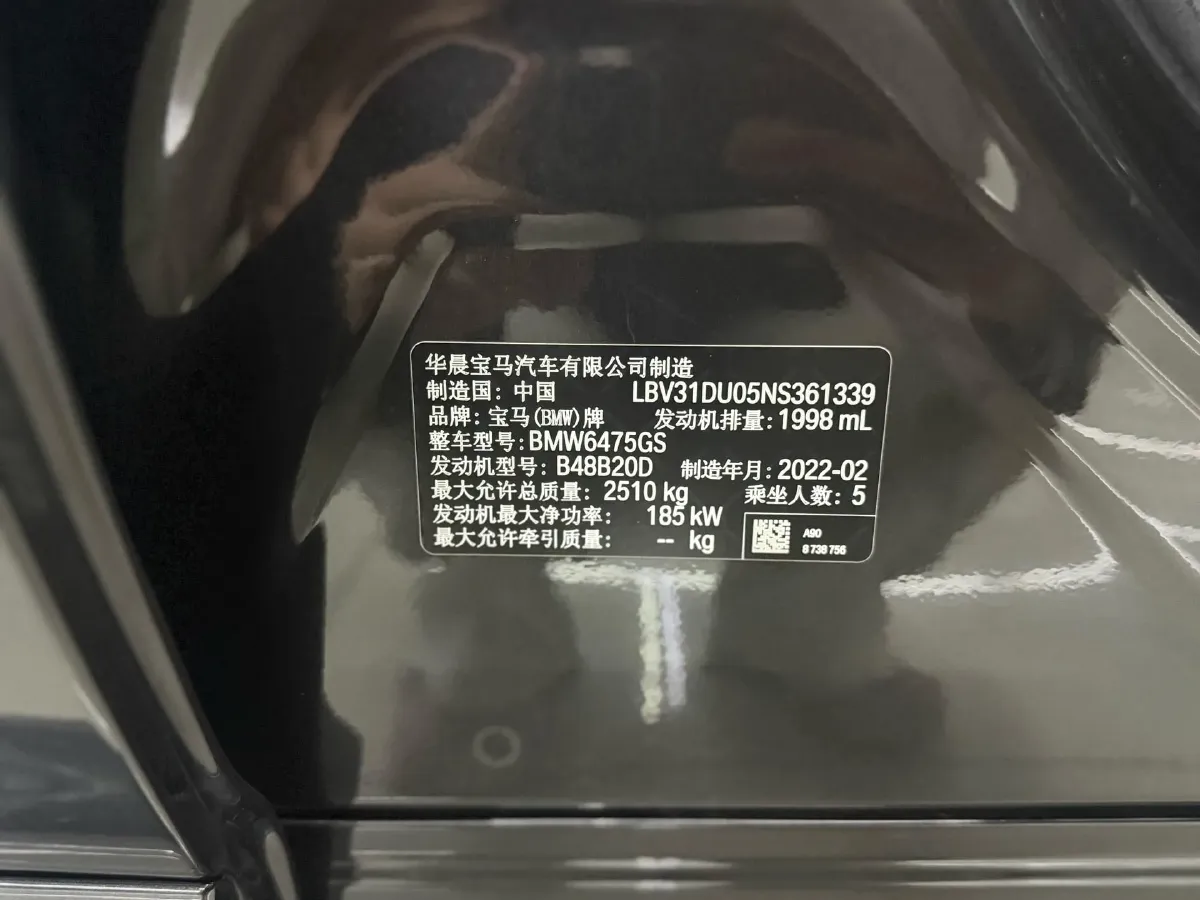 华晨宝马汽车有限公司制造
制造国：中国 LBV31DU05NS361339
品牌：宝马(BMW)牌 发动机排量：1998 mL
整车型号：BMW6475GS
发动机型号：B48B20D 制造年月：2022-02
最大允许总质量：2510 kg 乘坐人数：5
发动机最大净功率： 185 kW
最大允许牵引质量： -- kg
A90
8 738 756